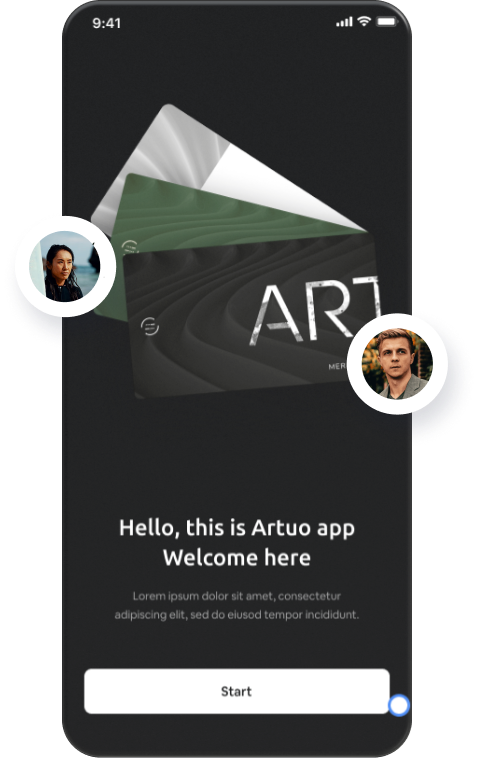 9:41
ART
Hello, this is Artuo app
Welcome here
Lorem ipsum dolor sit amet, consectetur
adipiscing elit, sed do eiusod tempor incididunt.
Start